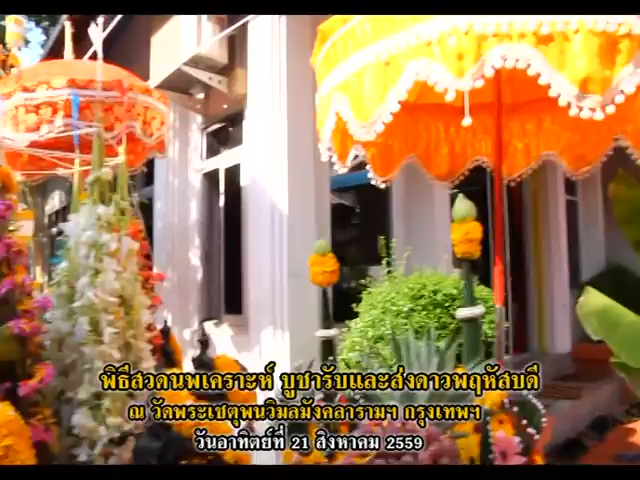 พิธีสวดนพเคราะห์ บูชารับและส่งดาวพฤหัสบดี
ณ วัดพระเชตุพนวิมลมังคลารามฯ กรุงเทพฯ
วันอาทิตย์ที่ 21 สิงหาคม 2559